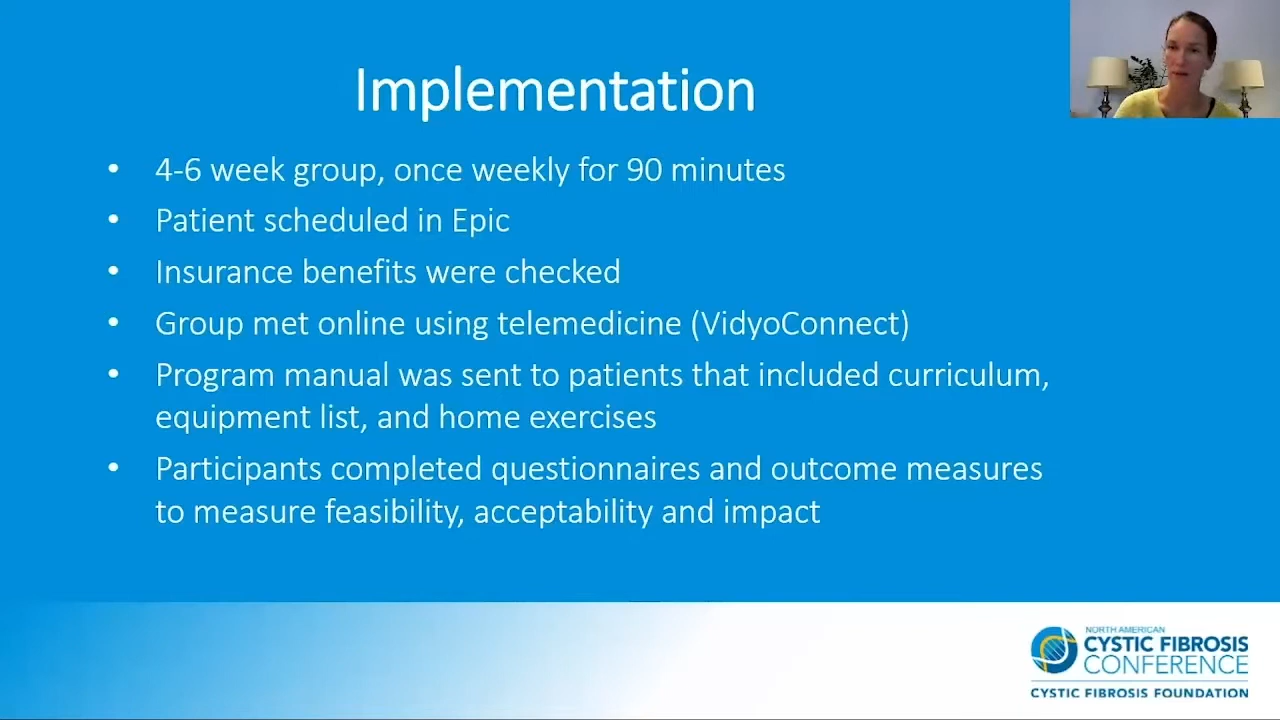 Implementation
• 4-6 week group, once weekly for 90 minutes
• Patient scheduled in Epic
• Insurance benefits were checked
• Group met online using telemedicine (VidyoConnect)
• Program manual was sent to patients that included curriculum,
equipment list, and home exercises
• Participants completed questionnaires and outcome measures
to measure feasibility, acceptability and impact
NORTH AMERICAN
CYSTIC FIBROSIS
CONFERENCE
CYSTIC FIBROSIS FOUNDATION